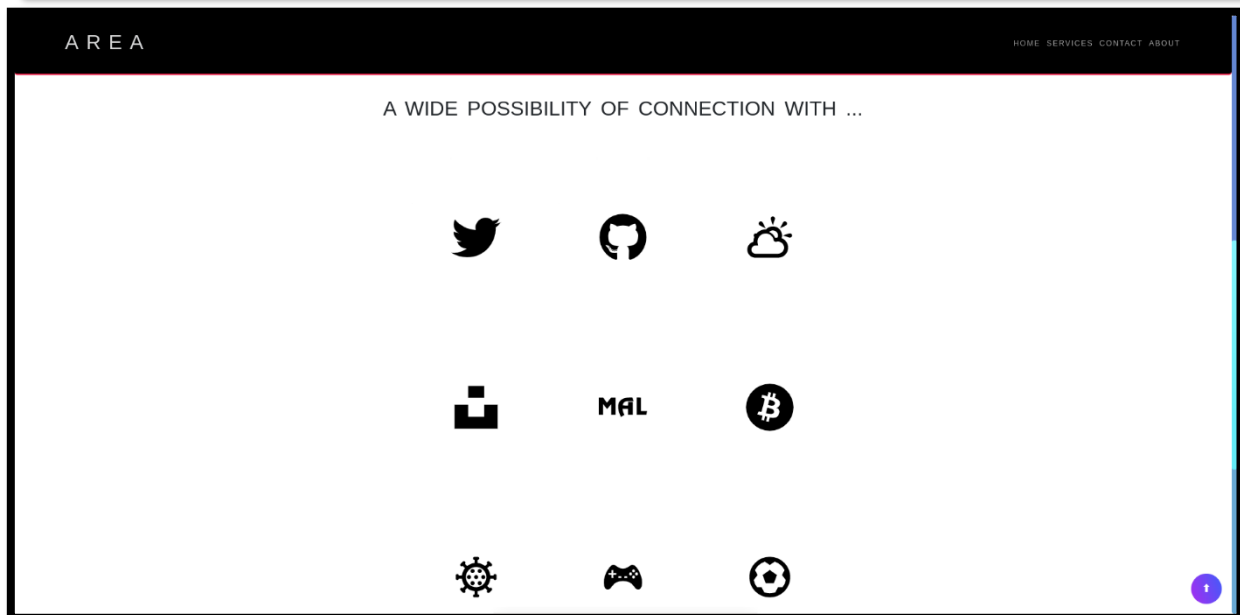 AREA
HOME SERVICES CONTACT ABOUT
A WIDE POSSIBILITY OF CONNECTION WITH ...
MAL